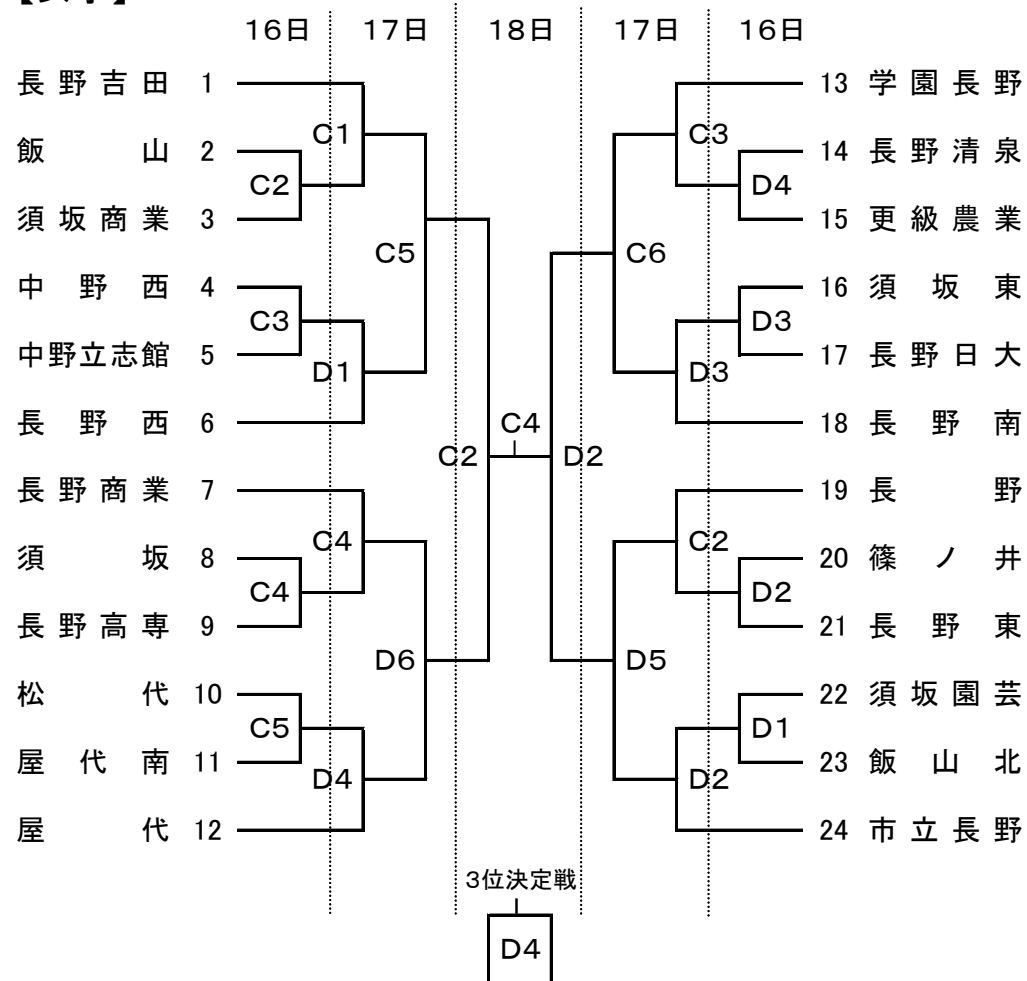 16日 17日 18日 17日 16日
長野吉田 1 C1 C3 13 学園長野
飯山 2 14 長野清泉
C2 D4
須坂商業 3 15 更級農業
C5 C6
中野西 4 16 須坂東
C3 D3
中野立志館 5 17 長野日大
D1 D3
長野西 6 18 長野南
C4
C2 D2
長野商業 7 19 長野
C4 C2
須坂 8 20 篠ノ井
C4 D2
長野高専 9 21 長野東
D6 D5
松代 10 22 須坂園芸
C5 D1
屋代南 11 23 飯山北
D4 D2
屋代 12 24 市立長野
3位決定戦
D4